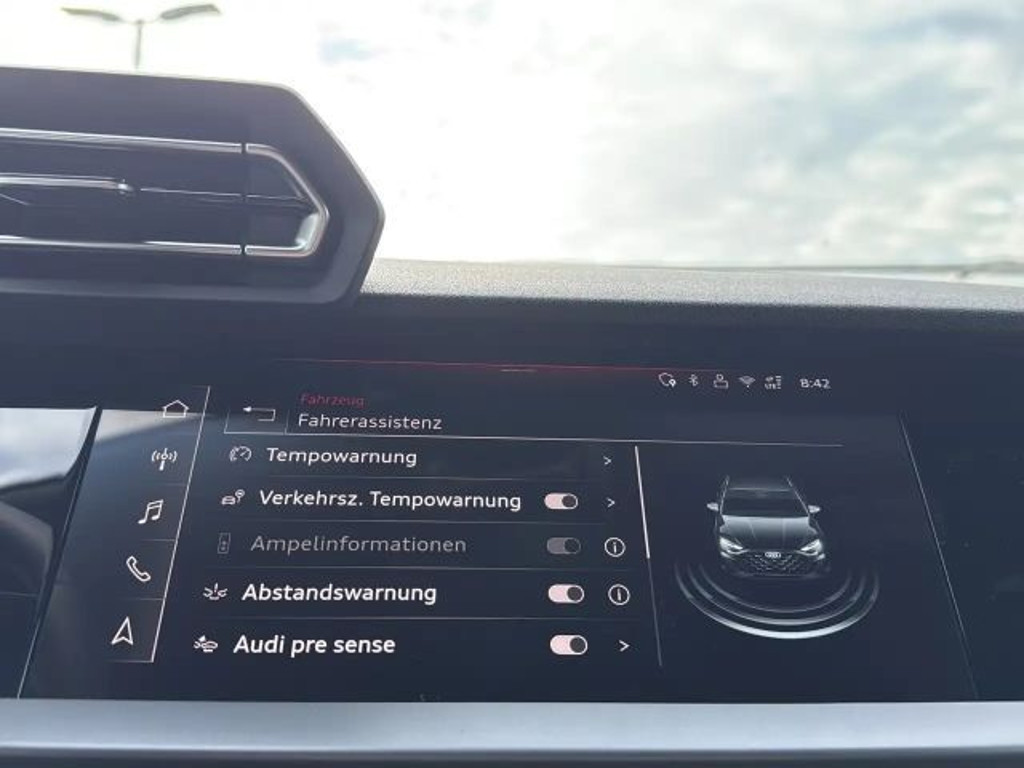 8:42
Fahrzeug
Fahrerassistenz
Tempowarnung
Verkehrsz. Tempowarnung
Ampelinformationen
Abstandswarnung
Audi pre sense